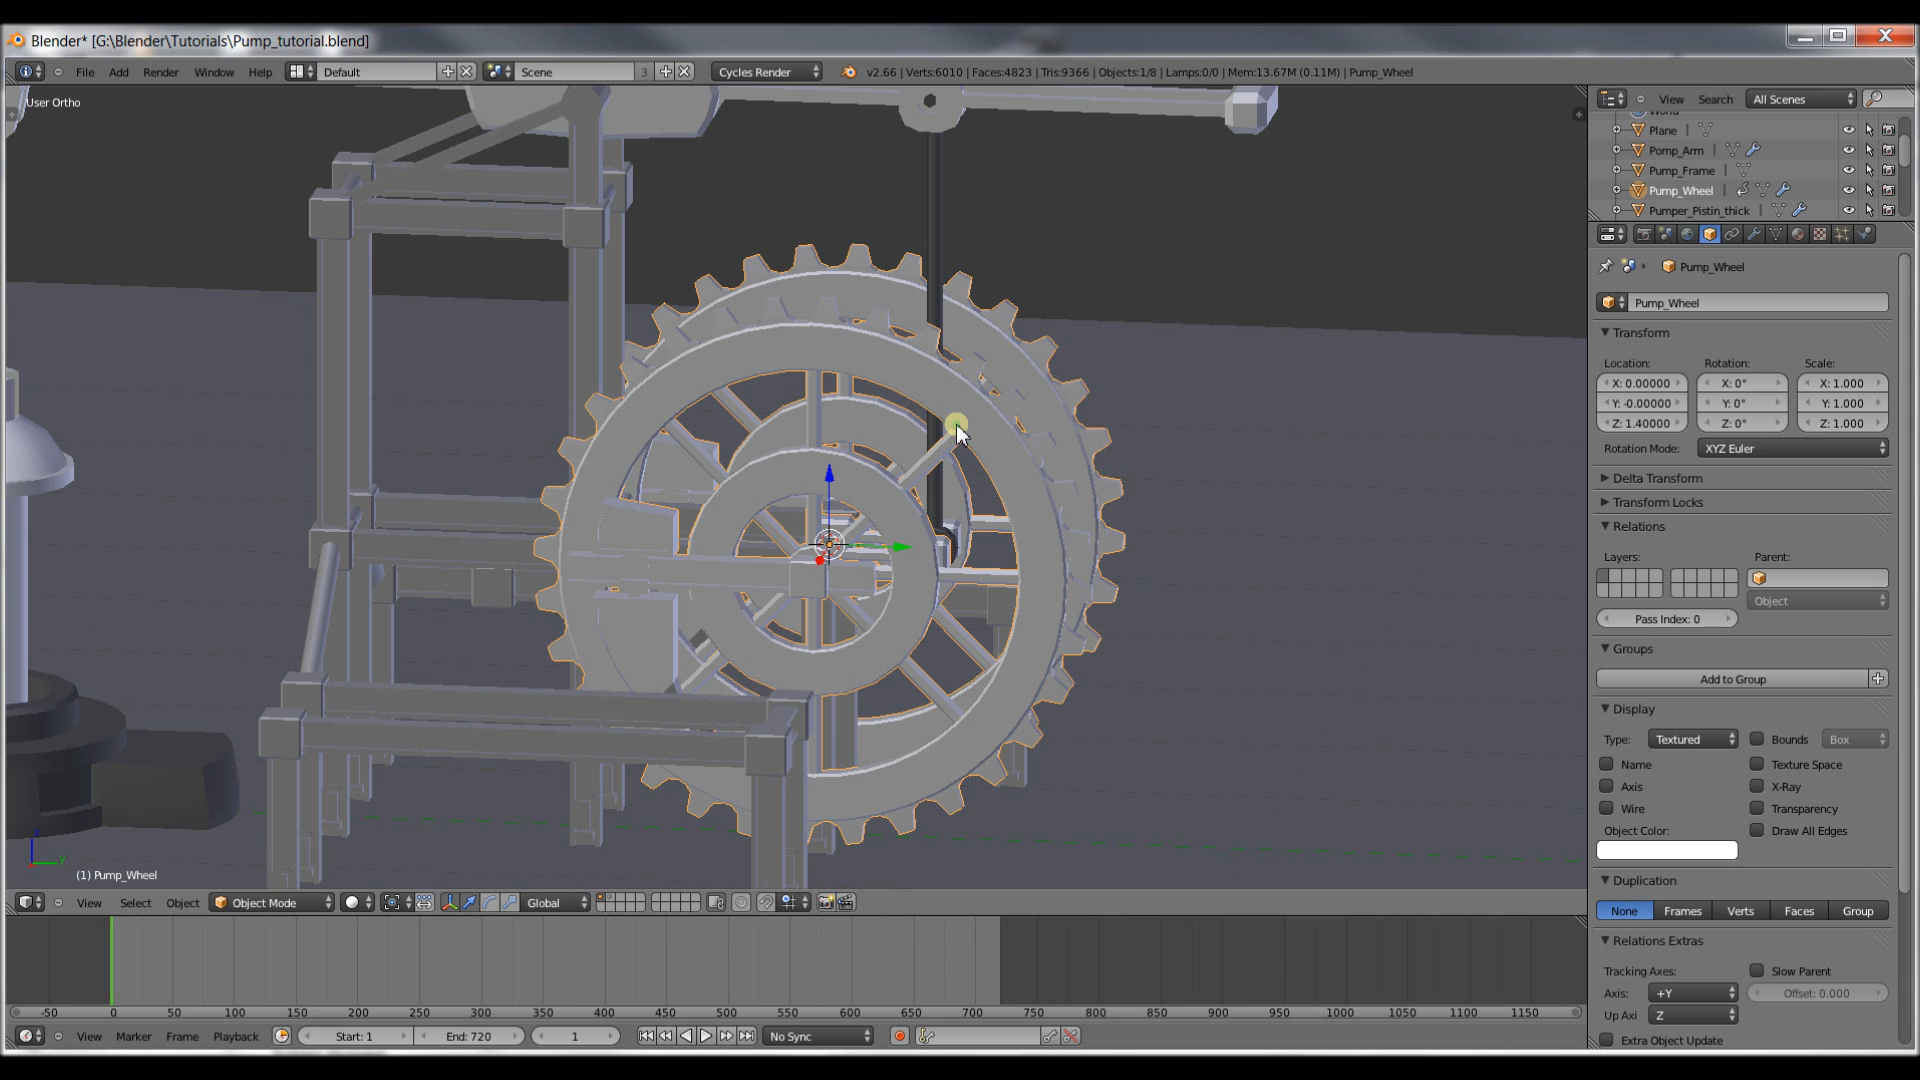 Blender* [G:\Blender\Tutorials\Pump_tutorial.blend]
File Add Render Window Help Default Scene 3 Cycles Render v2.66 | Verts:6010 | Faces:4823 | Tris:9366 | Objects:1/8 | Lamps:0/0 | Mem:13.67M (0.11M) | Pump_Wheel
User Ortho
View Search All Scenes
World
Plane
Pomp_Arm
Pump_Frame
Pump_Wheel
Pumper_Pistin_thick
Pump_Wheel
Pump_Wheel
Transform
Location: Rotation: Scale:
X: 0.00000 X: 0° X: 1.000
Y: -0.00000 Y: 0° Y: 1.000
Z: 1.40000 Z: 0° Z: 1.000
Rotation Mode: XYZ Euler
Delta Transform
Transform Locks
Relations
Layers: Parent:
Object
Pass Index: 0
Groups
Add to Group
Display
Type: Textured Bounds Box
Name Texture Space
Axis X-Ray
Wire Transparency
Object Color: Draw All Edges
Duplication
None Frames Verts Faces Group
Relations Extras
Tracking Axes: Slow Parent
Axis: +Y Offset: 0.000
Up Axi Z
Extra Object Update
z
y
(1) Pump_Wheel
View Select Object Object Mode Global
-50 0 50 100 150 200 250 300 350 400 450 500 550 600 650 700 750 800 850 900 950 1000 1050 1100 1150
View Marker Frame Playback Start: 1 End: 720 1 No Sync